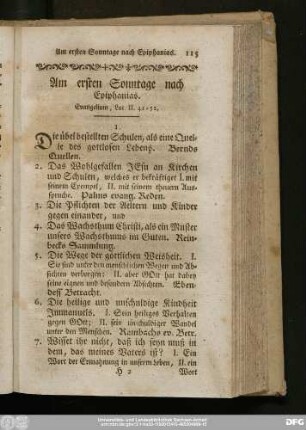 Am ersten Sonntage nach Epiphanias. 115
Am ersten Sonntage nach
Epiphanias.
Evangelium, Luc II. 41-52.
1.
Die übel bestellten Schulen, als eine Quel-
le des gottlosen Lebens. Bernds
Quellen.
2. Das Wohlgefallen JEsu an Kirchen
und Schulen, welches er bekräftiget I. mit
seinem Exempel; II. mit seinem theuren Aus-
spruche. Palms evang. Reden.
3. Die Pflichten der Aeltern und Kinder
gegen einander, und
4. Das Wachsthum Christi, als ein Muster
unsers Wachsthums im Guten. Rein-
becks Sammlung.
5. Die Wege der göttlichen Weisheit. I.
Sie sind unter den menschlichen Wegen und Ab-
sichten verborgen: II. aber GOtt hat dabey
seine eignen und besondern Absichten. Eben-
dess Betracht.
6. Die heilige und unschuldige Kindheit
Immanuels. I. Sein heiliges Verhalten
gegen GOtt; II. sein unschuldiger Wandel
unter den Menschen. Rambachs ev. Betr.
7. Wisset ihr nicht, daß ich seyn muß in
dem, das meines Vaters ist? I. Ein
Wort der Ermahnung in unserm Leben, II. ein
H 2 Wort